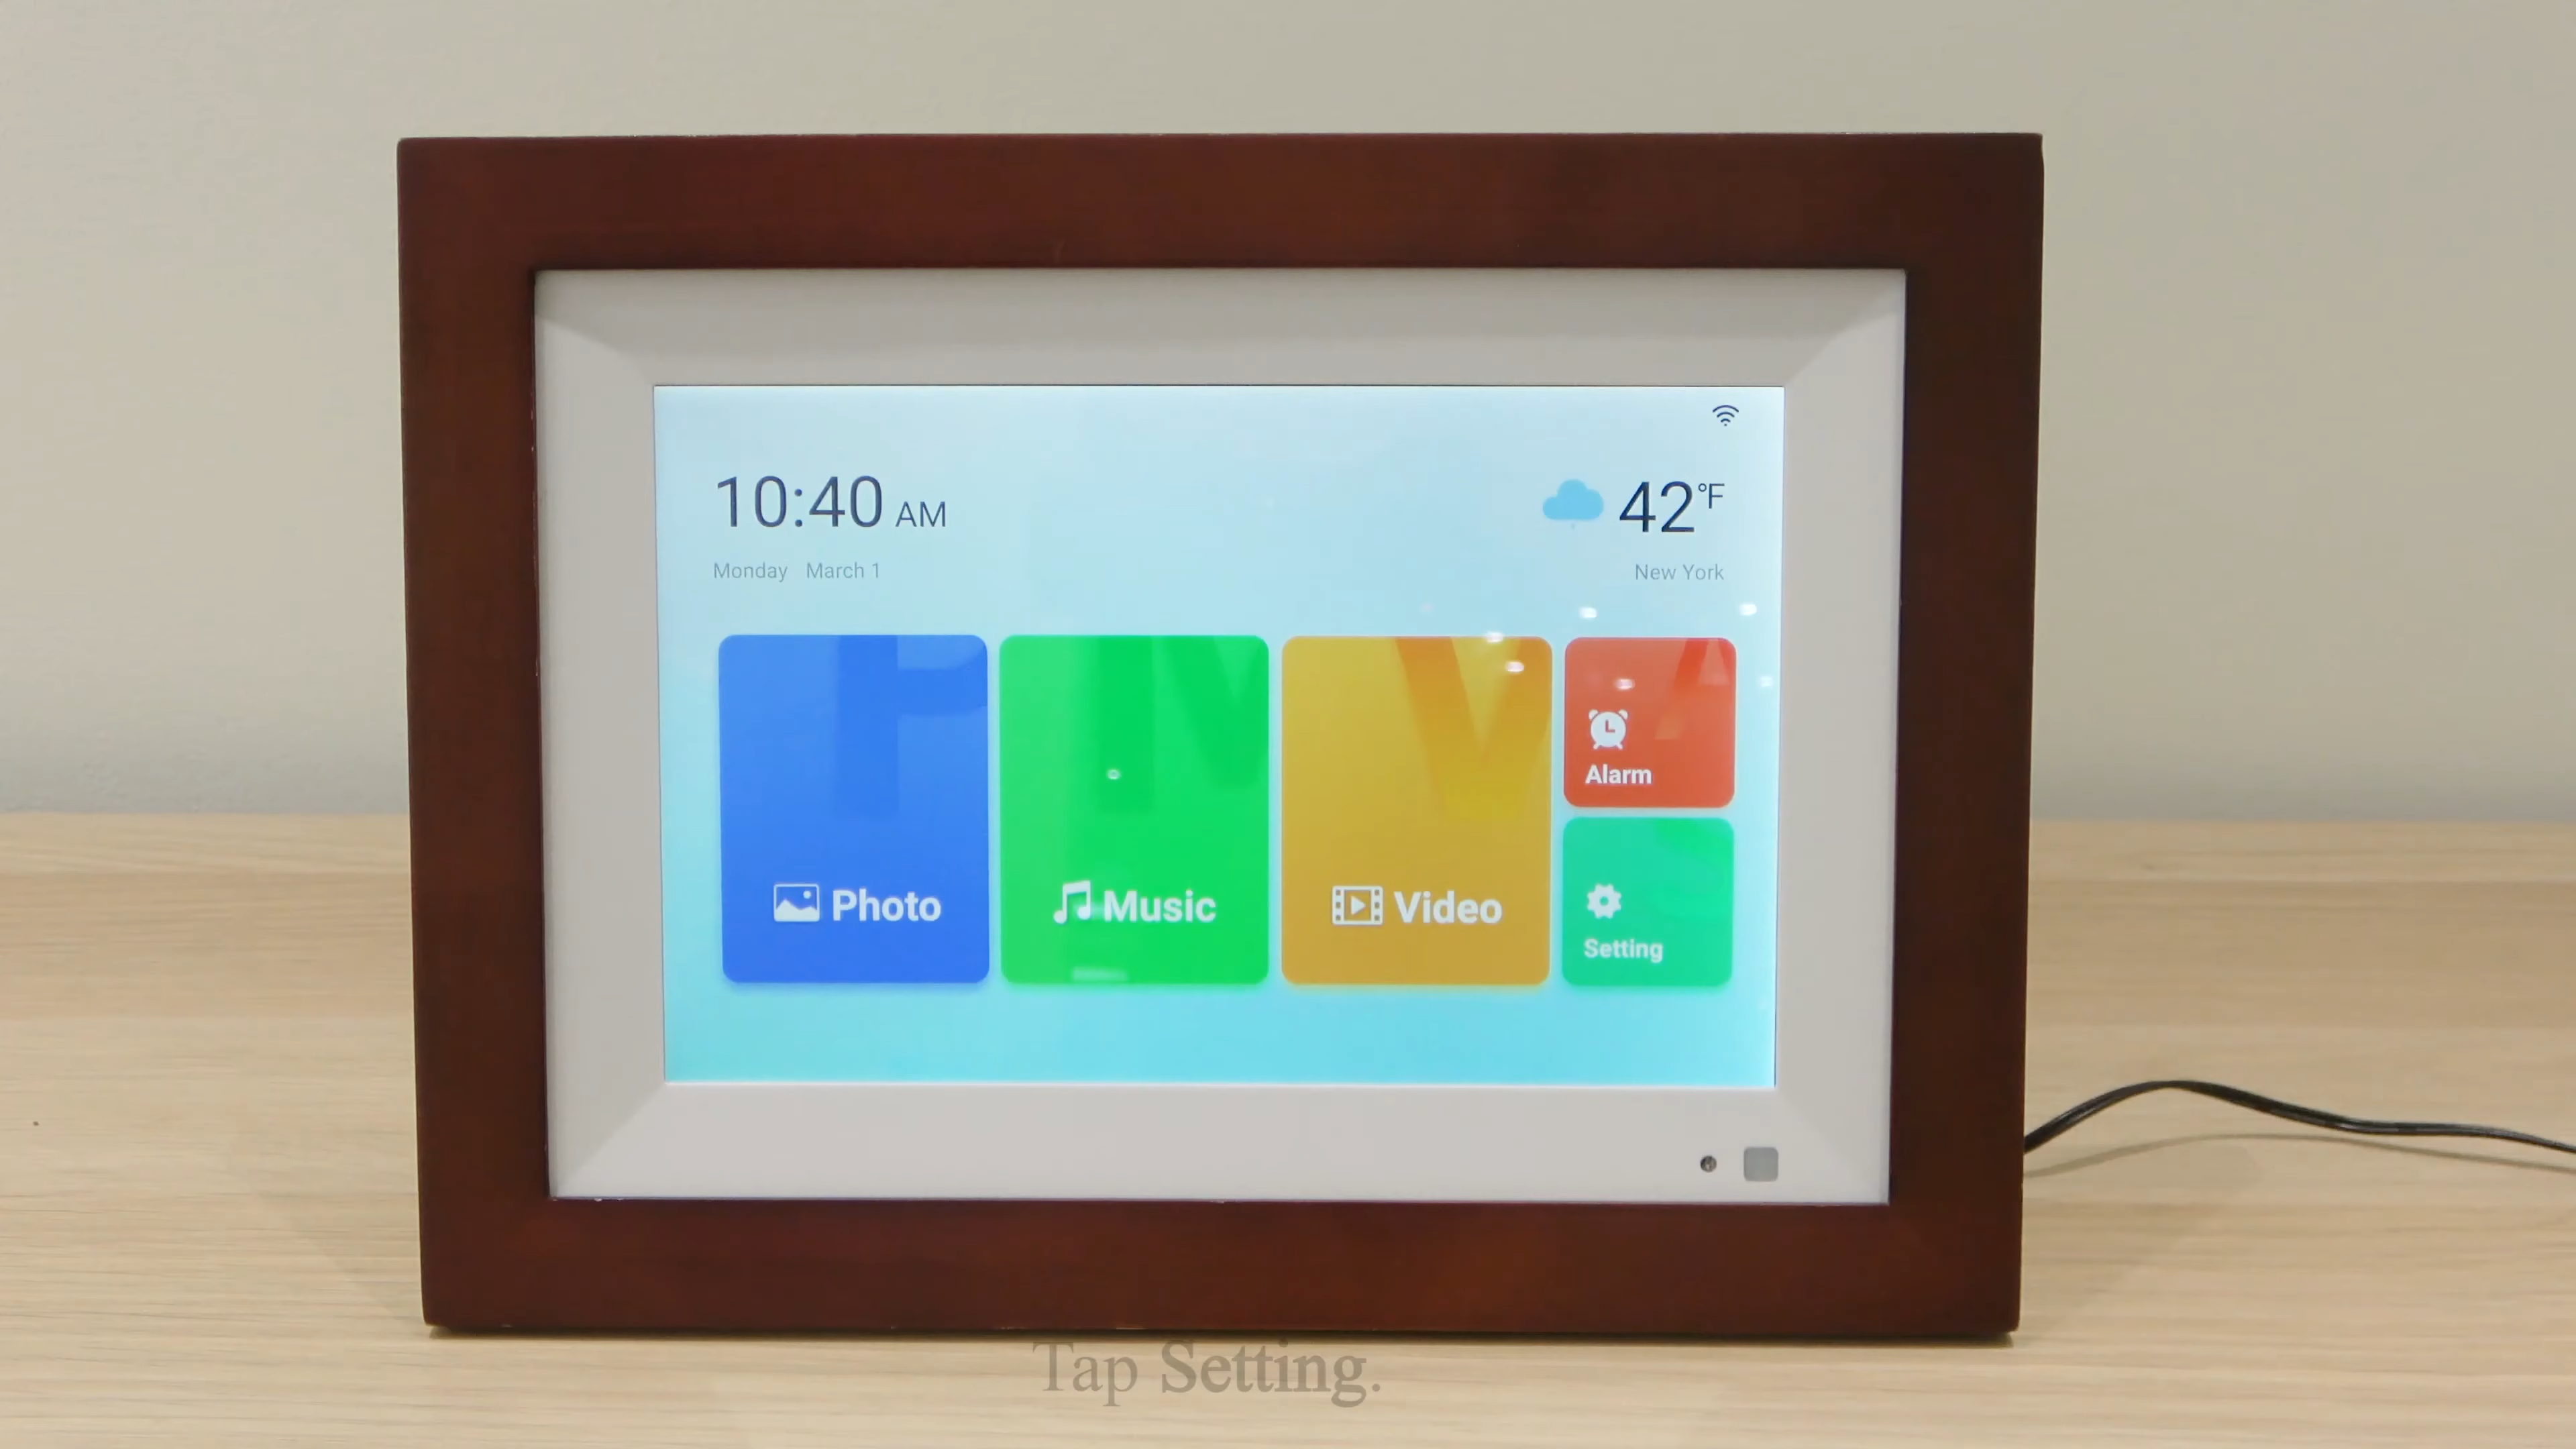 10:40 AM
42°F
Monday March 1
New York
Photo
Music
Video
Alarm
Setting
Tap Setting.